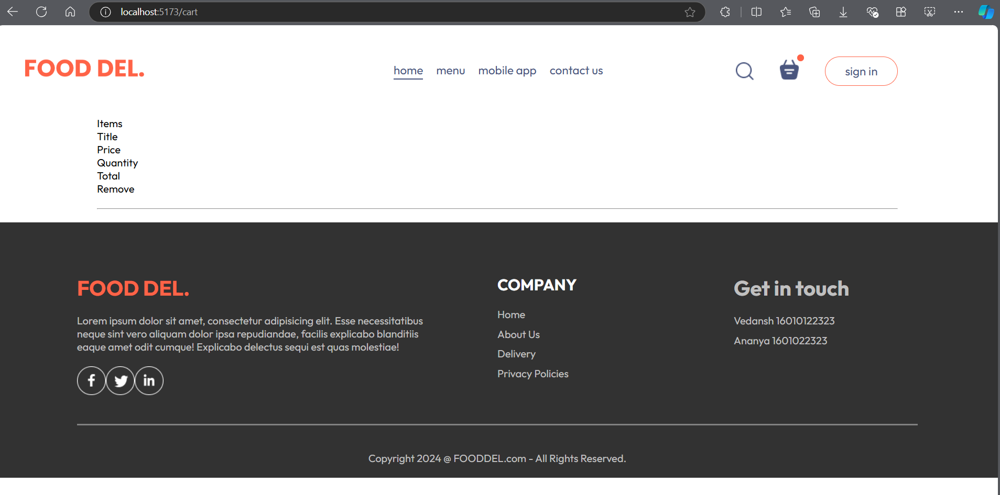 localhost:5173/cart
FOOD DEL.
home menu mobile app contact us
sign in
Items
Title
Price
Quantity
Total
Remove
FOOD DEL.
Lorem ipsum dolor sit amet, consectetur adipisicing elit. Esse necessitatibus
neque sint vero aliquam dolor ipsa repudiandae, facilis explicabo blanditiis
eaque amet odit cumque! Explicabo delectus sequi est quas molestiae!
f
in
COMPANY
Home
About Us
Delivery
Privacy Policies
Get in touch
Vedansh 16010122323
Ananya 1601022323
Copyright 2024 @ FOODDEL.com - All Rights Reserved.